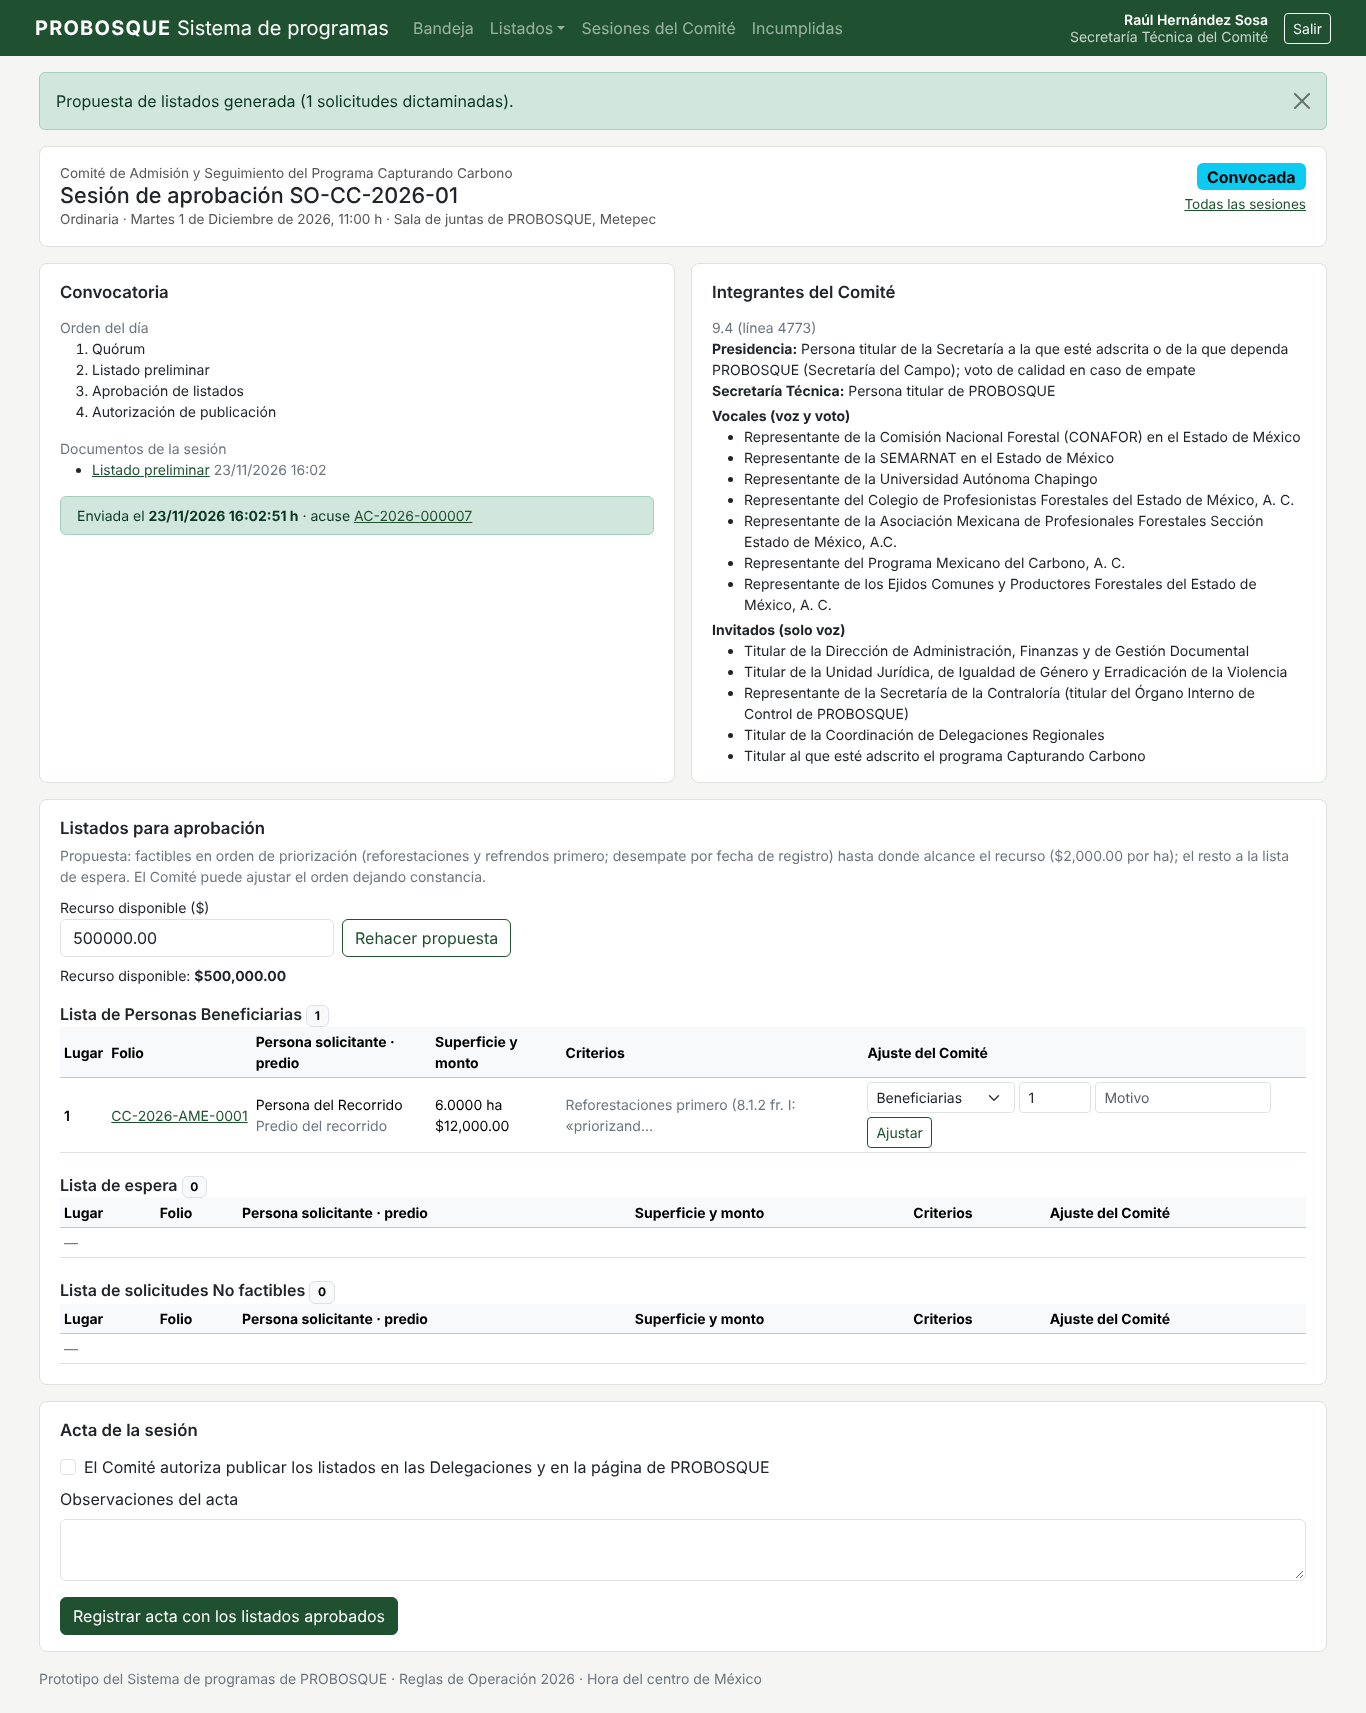 PROBOSQUE Sistema de programas Bandeja Listados Sesiones del Comité Incumplidas
Raúl Hernández Sosa
Secretaría Técnica del Comité
Salir
Propuesta de listados generada (1 solicitudes dictaminadas).
Comité de Admisión y Seguimiento del Programa Capturando Carbono
Sesión de aprobación SO-CC-2026-01
Ordinaria · Martes 1 de Diciembre de 2026, 11:00 h · Sala de juntas de PROBOSQUE, Metepec
Convocada
Todas las sesiones
Convocatoria
Orden del día
1. Quórum
2. Listado preliminar
3. Aprobación de listados
4. Autorización de publicación
Documentos de la sesión
• Listado preliminar 23/11/2026 16:02
Enviada el 23/11/2026 16:02:51 h · acuse AC-2026-000007
Integrantes del Comité
9.4 (línea 4773)
Presidencia: Persona titular de la Secretaría a la que esté adscrita o de la que dependa
PROBOSQUE (Secretaría del Campo); voto de calidad en caso de empate
Secretaría Técnica: Persona titular de PROBOSQUE
Vocales (voz y voto)
• Representante de la Comisión Nacional Forestal (CONAFOR) en el Estado de México
• Representante de la SEMARNAT en el Estado de México
• Representante de la Universidad Autónoma Chapingo
• Representante del Colegio de Profesionistas Forestales del Estado de México, A. C.
• Representante de la Asociación Mexicana de Profesionales Forestales Sección
Estado de México, A.C.
• Representante del Programa Mexicano del Carbono, A. C.
• Representante de los Ejidos Comunes y Productores Forestales del Estado de
México, A. C.
Invitados (solo voz)
• Titular de la Dirección de Administración, Finanzas y de Gestión Documental
• Titular de la Unidad Jurídica, de Igualdad de Género y Erradicación de la Violencia
• Representante de la Secretaría de la Contraloría (titular del Órgano Interno de
Control de PROBOSQUE)
• Titular de la Coordinación de Delegaciones Regionales
• Titular al que esté adscrito el programa Capturando Carbono
Listados para aprobación
Propuesta: factibles en orden de priorización (reforestaciones y refrendos primero; desempate por fecha de registro) hasta donde alcance el recurso ($2,000.00 por ha); el resto a la lista
de espera. El Comité puede ajustar el orden dejando constancia.
Recurso disponible ($)
500000.00 Rehacer propuesta
Recurso disponible: $500,000.00
Lista de Personas Beneficiarias 1
Lugar Folio Persona solicitante · predio Superficie y monto Criterios Ajuste del Comité
1 CC-2026-AME-0001 Persona del Recorrido 6.0000 ha Reforestaciones primero (8.1.2 fr. I: Beneficiarias 1 Motivo
Predio del recorrido $12,000.00 «priorizand... Ajustar
Lista de espera 0
Lugar Folio Persona solicitante · predio Superficie y monto Criterios Ajuste del Comité
—
Lista de solicitudes No factibles 0
Lugar Folio Persona solicitante · predio Superficie y monto Criterios Ajuste del Comité
—
Acta de la sesión
El Comité autoriza publicar los listados en las Delegaciones y en la página de PROBOSQUE
Observaciones del acta
Registrar acta con los listados aprobados
Prototipo del Sistema de programas de PROBOSQUE · Reglas de Operación 2026 · Hora del centro de México